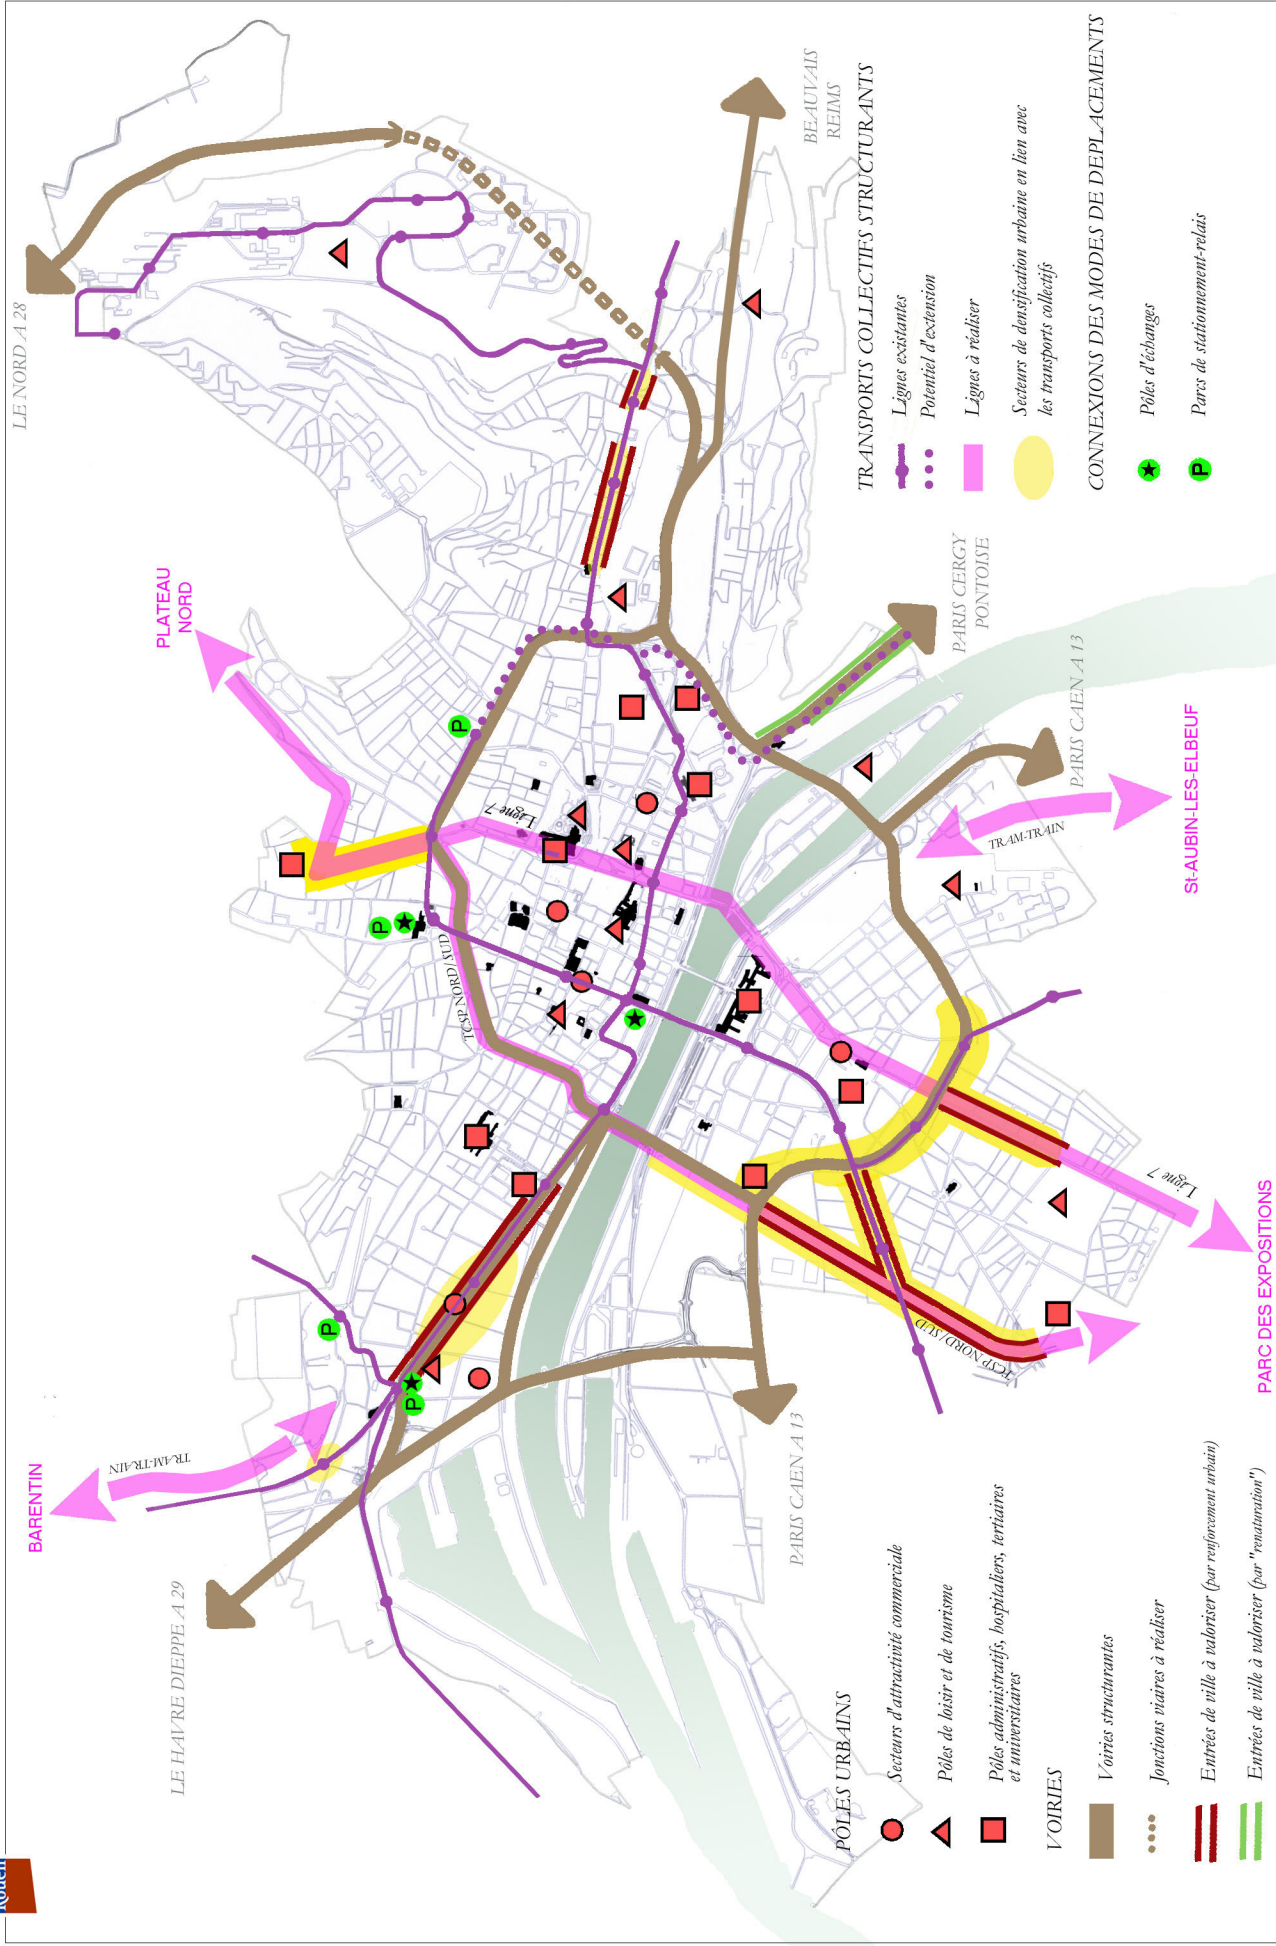 Rouen
LE HAVRE DIEPPE A 29
BARENTIN
TRAM-TRAIN
LE NORD A 28
PLATEAU
NORD
BEAUVAIS
REIMS
Ligne 7
TCSP NORD/SUD
PARIS CERGY
PONTOISE
PARIS CAEN A 13
TRAM-TRAIN
St-AUBIN-LES-ELBEUF
PARIS CAEN A 13
TCSP NORD/SUD
Ligne 7
PARC DES EXPOSITIONS
PÔLES URBAINS
Secteurs d'attractivité commerciale
Pôles de loisir et de tourisme
Pôles administratifs, hospitaliers, tertiaires
et universitaires
VOIRIES
Voiries structurantes
Jonctions viaires à réaliser
Entrées de ville à valoriser (par renforcement urbain)
Entrées de ville à valoriser (par "renaturation")
TRANSPORTS COLLECTIFS STRUCTURANTS
Lignes existantes
Potentiel d'extension
Lignes à réaliser
Secteurs de densification urbaine en lien avec
les transports collectifs
CONNEXIONS DES MODES DE DEPLACEMENTS
Pôles d'échanges
P Parcs de stationnement-relais
P
P
P
P